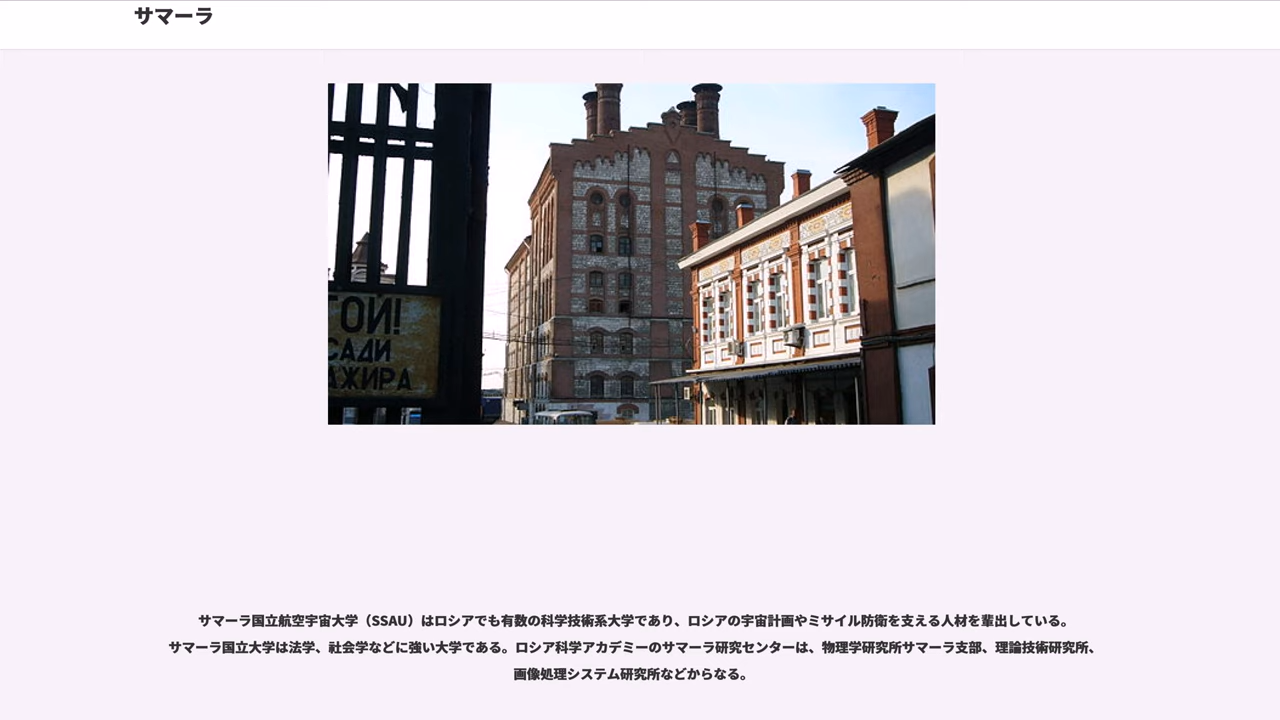 サマーラ
ТОЙ!
САДИ
АЖИРА
サマーラ国立航空宇宙大学（SSAU）はロシアでも有数の科学技術系大学であり、ロシアの宇宙計画やミサイル防衛を支える人材を輩出している。
サマーラ国立大学は法学、社会学などに強い大学である。ロシア科学アカデミーのサマーラ研究センターは、物理学研究所サマーラ支部、理論技術研究所、
画像処理システム研究所などからなる。